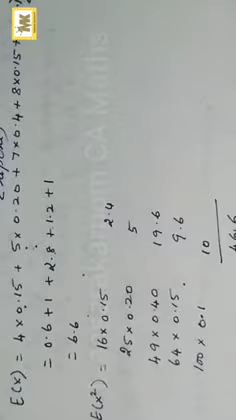 E(x) = 4 x 0.15 + 5 x 0.20 + 7 x 0.4 + 8 x 0.15 +
= 0.6 + 1 + 2.8 + 1.2 + 1
= 6.6
E(x²) = 16 x 0.15 2.4
25 x 0.20 5
49 x 0.40 19.6
64 x 0.15 9.6
100 x 0.1 10
46.6